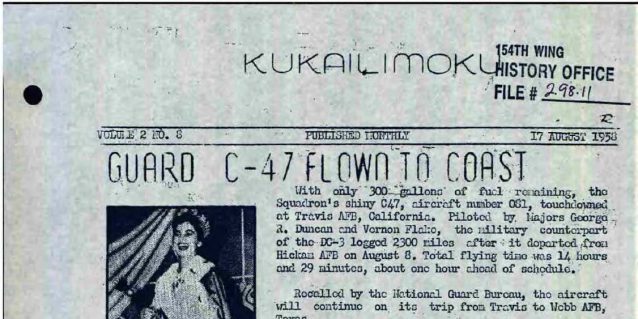 KUKAILIMOKU
154TH WING
HISTORY OFFICE
FILE # 298.11
VOLUME 2 NO. 8 PUBLISHED MONTHLY 17 AUGUST 1958
GUARD C-47 FLOWN TO COAST
With only 300 gallons of fuel remaining, the
Squadron's shiny C47, aircraft number 081, touchdowned
at Travis AFB, California. Piloted by Majors George
R. Duncan and Vernon Flake, the military counterpart
of the DC-3 logged 2300 miles after it departed from
Hickam AFB on August 8. Total flying time was 14 hours
and 29 minutes, about one hour ahead of schedule.
Recalled by the National Guard Bureau, the aircraft
will continue on its trip from Travis to Webb AFB,
Texas.